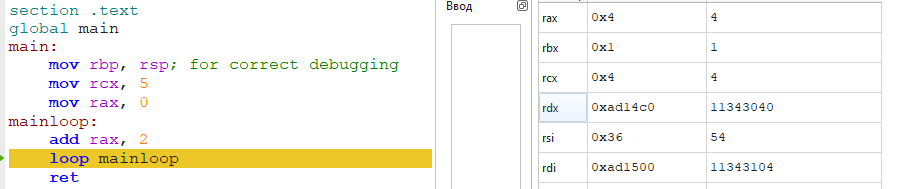 section .text
global main
main:
    mov rbp, rsp; for correct debugging
    mov rcx, 5
    mov rax, 0
mainloop:
    add rax, 2
    loop mainloop
    ret
Ввод
rax 0x4 4
rbx 0x1 1
rcx 0x4 4
rdx 0xad14c0 11343040
rsi 0x36 54
rdi 0xad1500 11343104